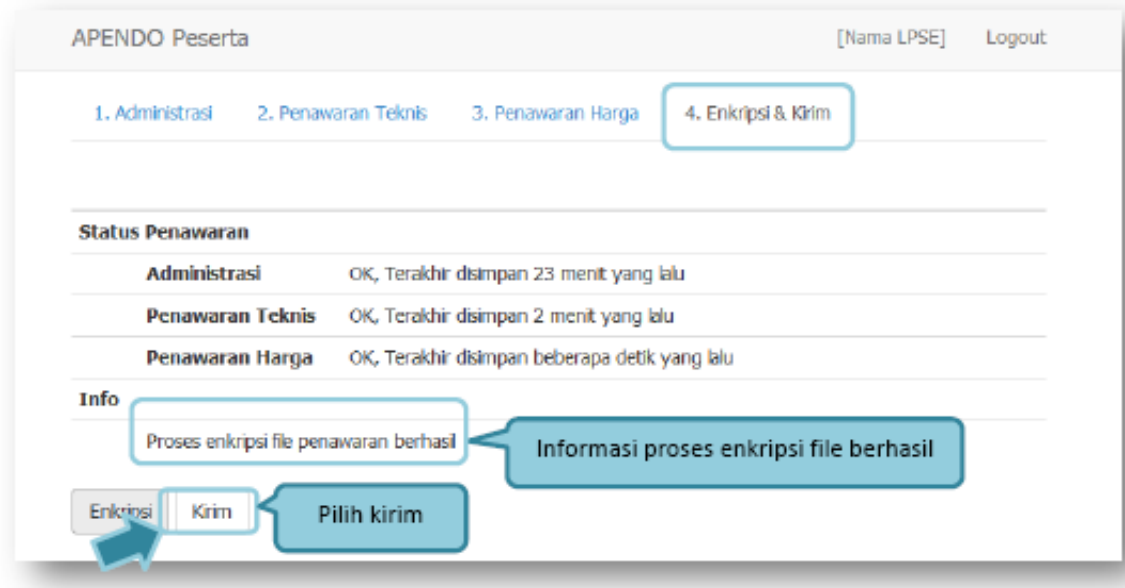 APENDO Peserta [Nama LPSE] Logout
1. Administrasi 2. Penawaran Teknis 3. Penawaran Harga 4. Enkripsi & Kirim
Status Penawaran
Administrasi OK, Terakhir disimpan 23 menit yang lalu
Penawaran Teknis OK, Terakhir disimpan 2 menit yang lalu
Penawaran Harga OK, Terakhir disimpan beberapa detik yang lalu
Info
Proses enkripsi file penawaran berhasil
Informasi proses enkripsi file berhasil
Enkripsi Kirim
Pilih kirim